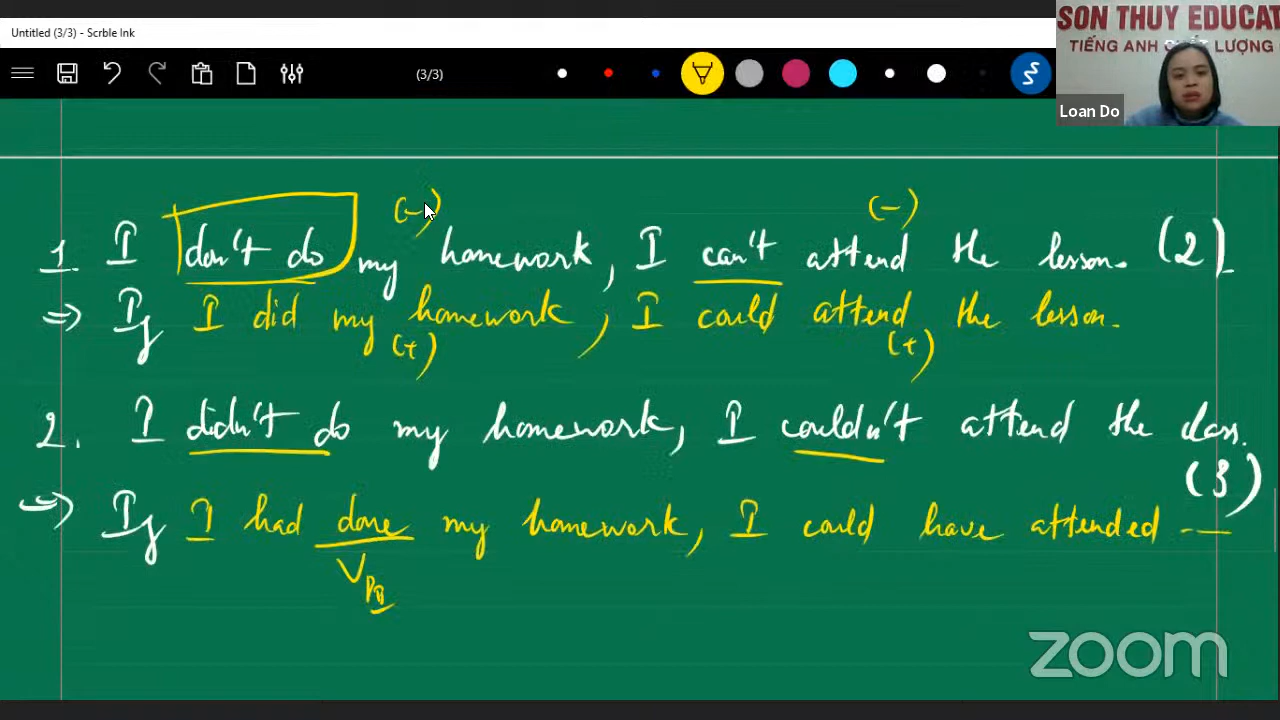 Untitled (3/3) - Scrble Ink
SON THUY EDUCAT
TIẾNG ANH CHẤT LƯỢNG
(3/3)
Loan Do
(-) (-)
1. I don't do my homework, I can't attend the lesson. (2).
=> If I did my homework, I could attend the lesson.
(+) (+)
2. I didn't do my homework, I couldn't attend the class.
(3)
=> If I had done my homework, I could have attended —
VPII
zoom